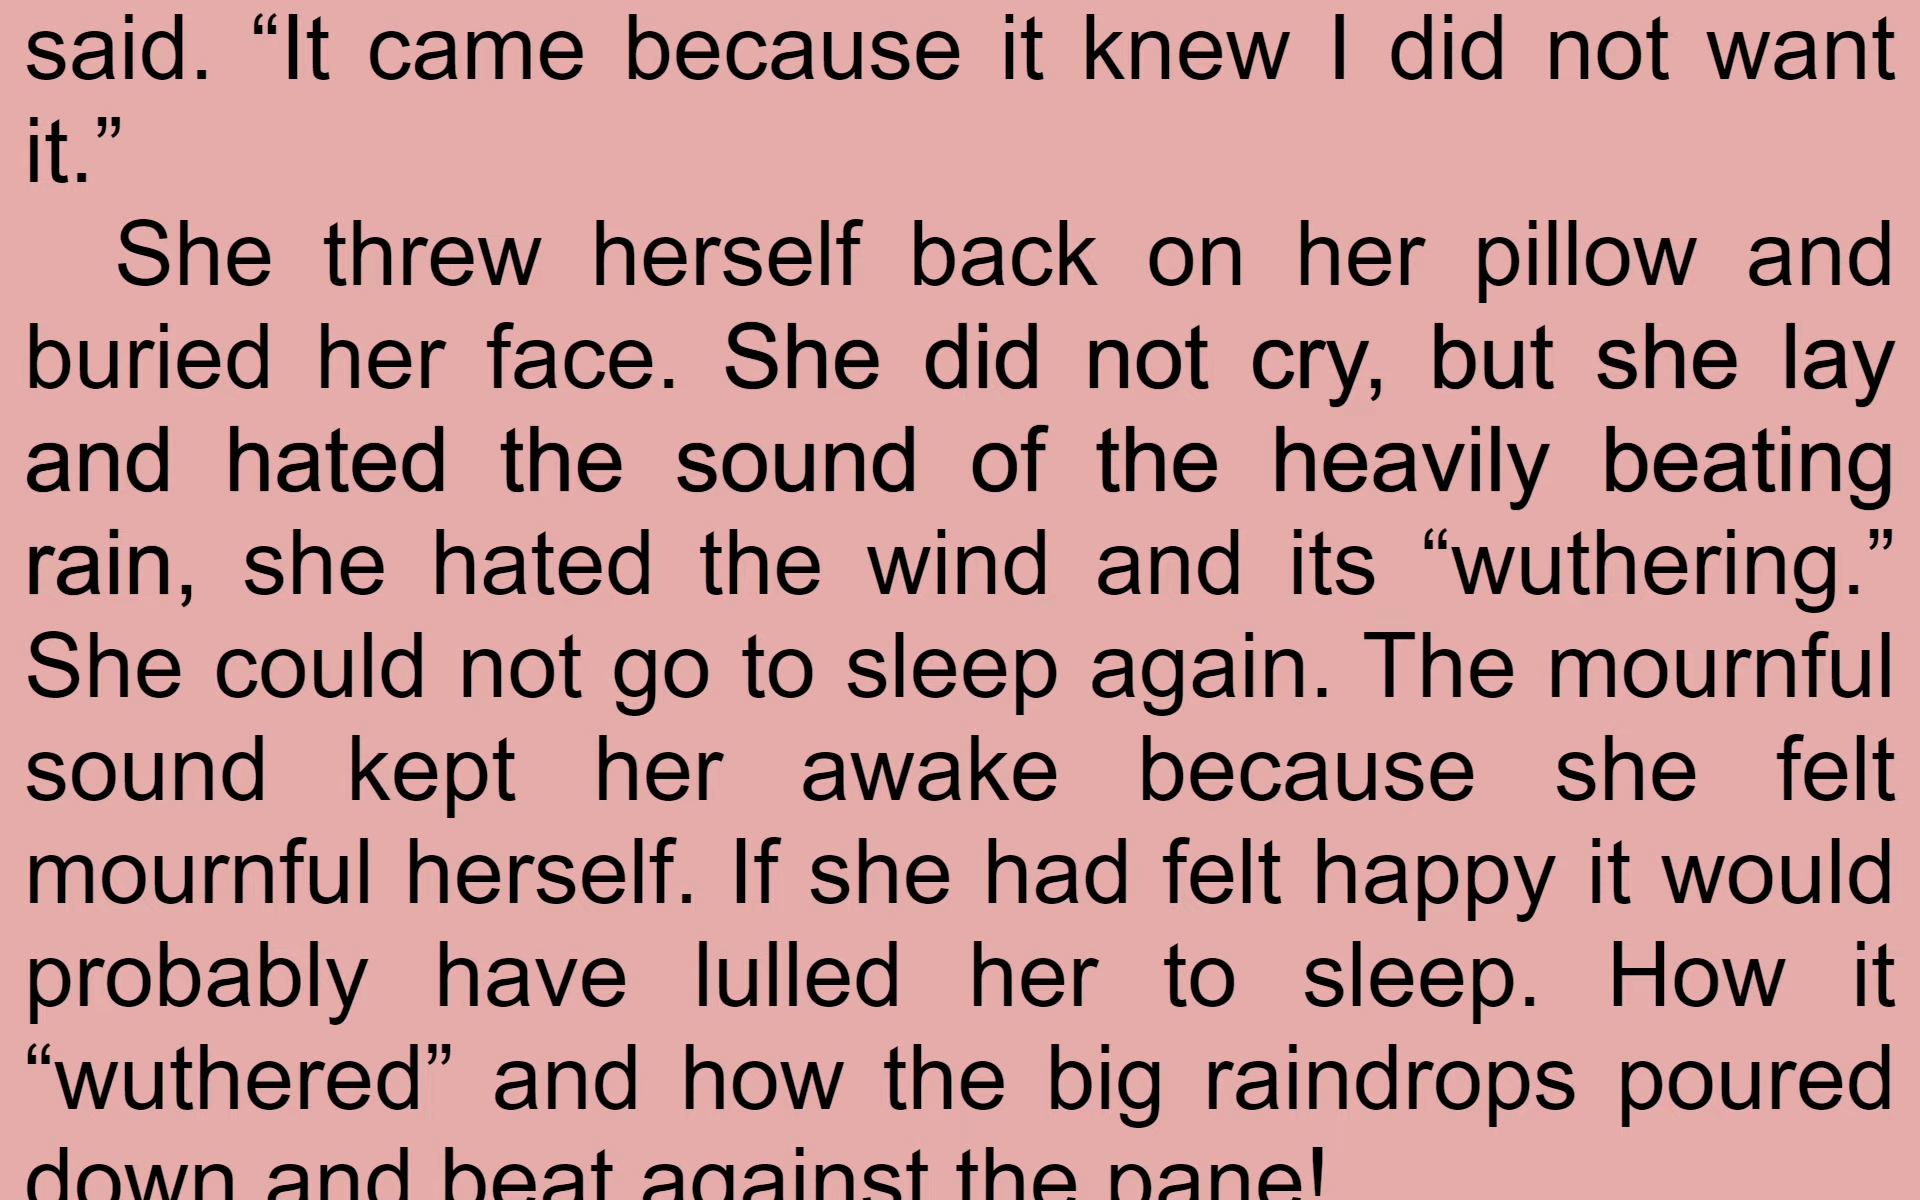 said. “It came because it knew I did not want
it.”
She threw herself back on her pillow and
buried her face. She did not cry, but she lay
and hated the sound of the heavily beating
rain, she hated the wind and its “wuthering.”
She could not go to sleep again. The mournful
sound kept her awake because she felt
mournful herself. If she had felt happy it would
probably have lulled her to sleep. How it
“wuthered” and how the big raindrops poured
down and beat against the pane!